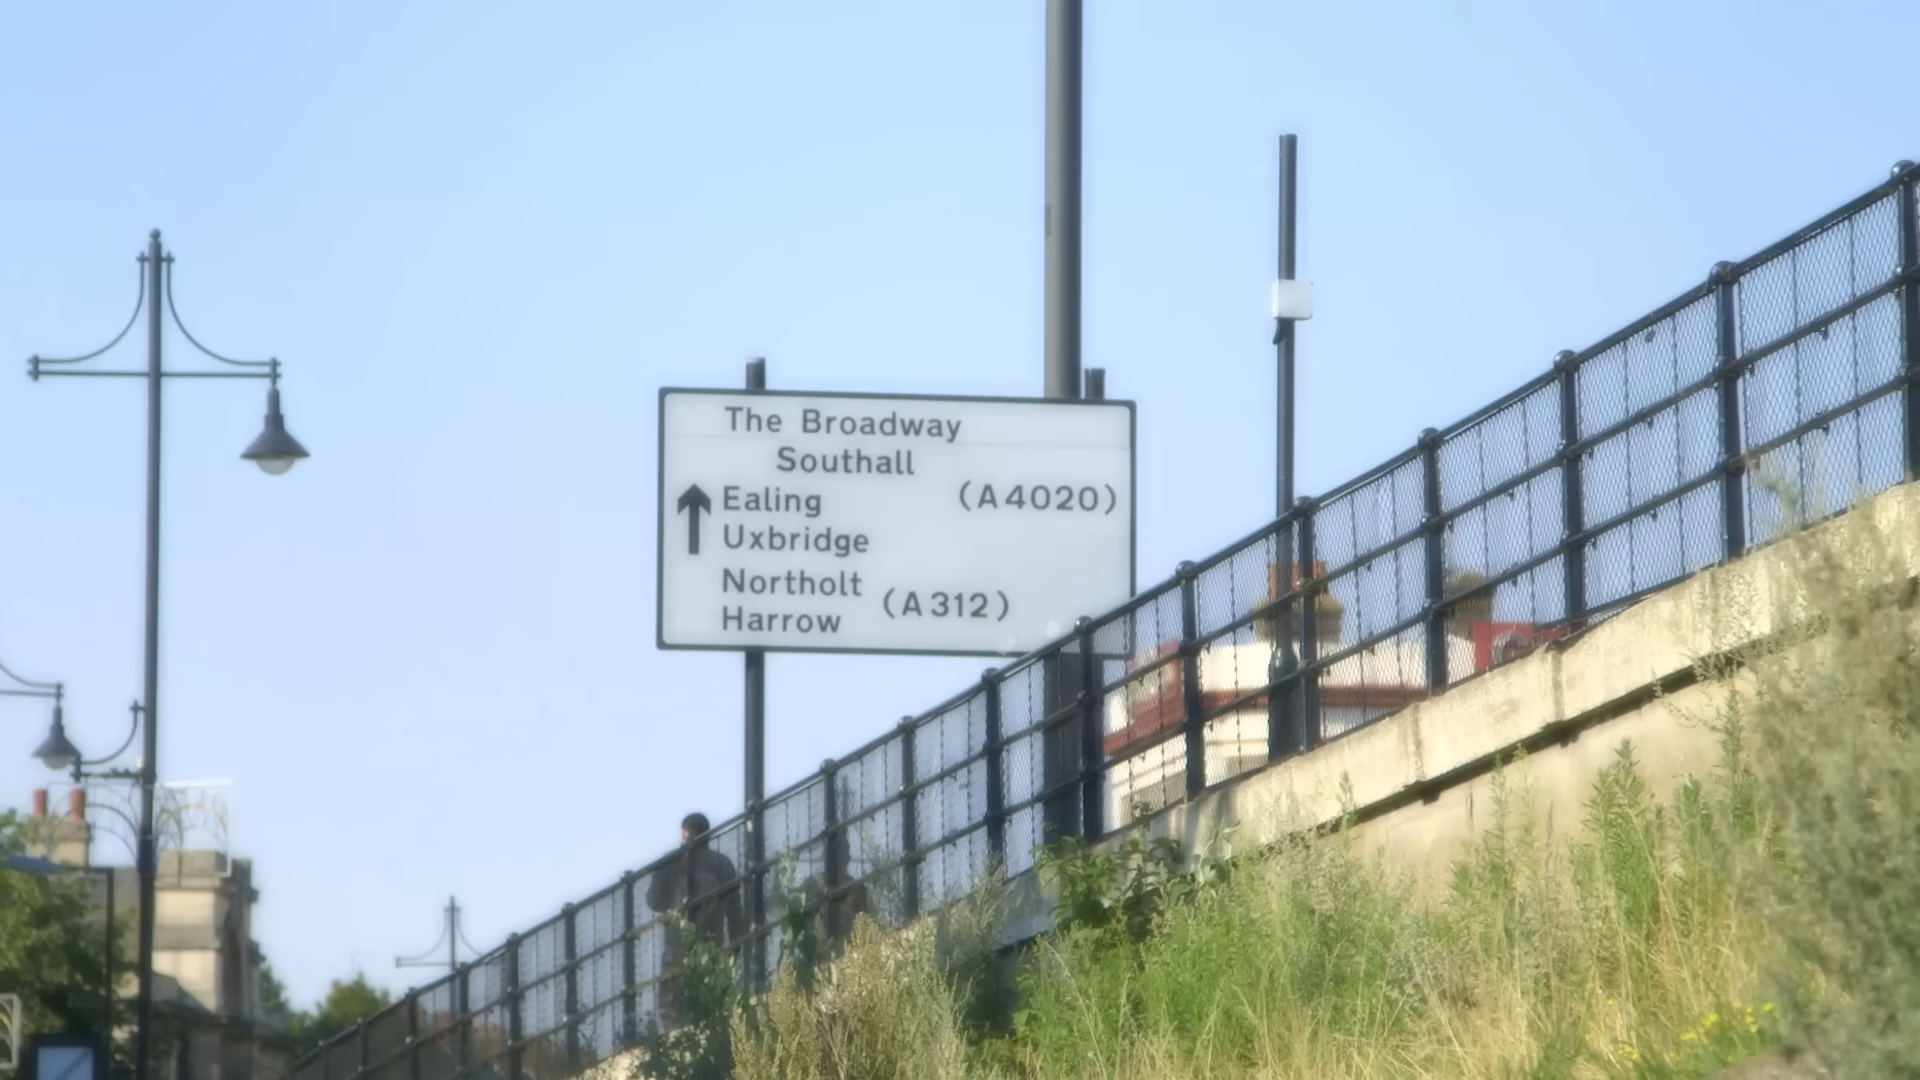 The Broadway
Southall
Ealing (A4020)
Uxbridge
Northolt
(A312)
Harrow